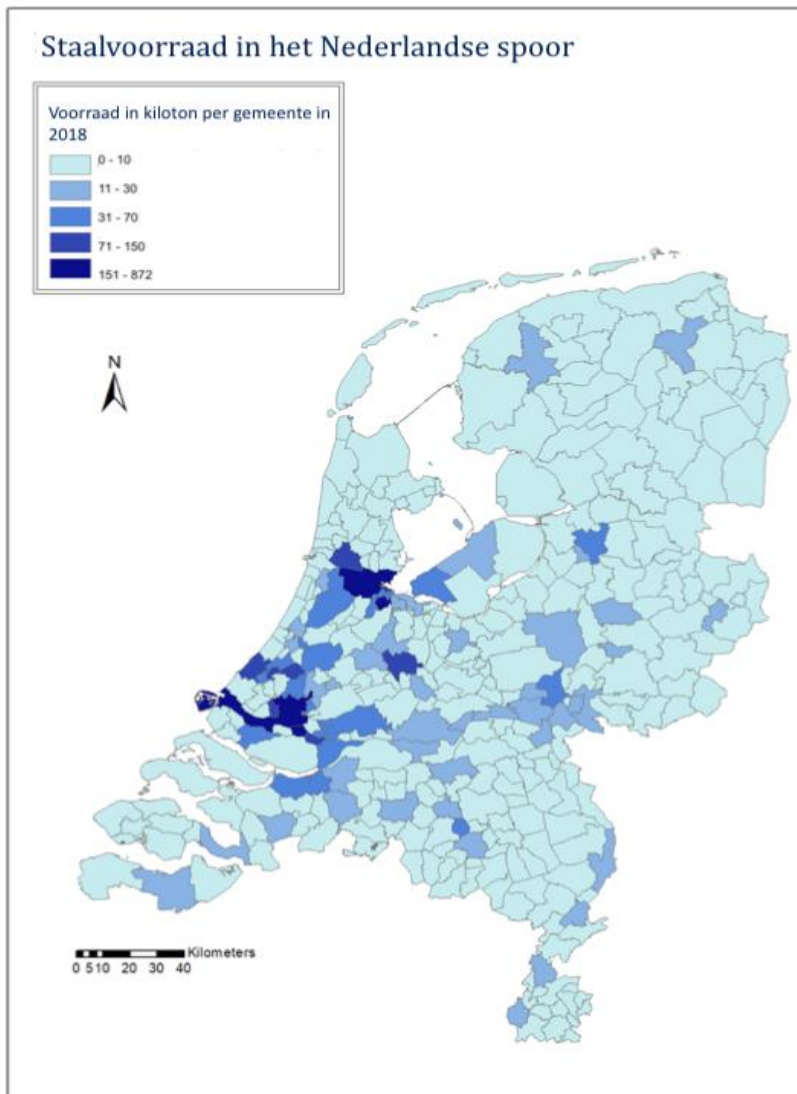 Staalvoorraad in het Nederlandse spoor
Voorraad in kiloton per gemeente in
2018
0 - 10
11 - 30
31 - 70
71 - 150
151 - 872
N
Kilometers
0 5 10 20 30 40